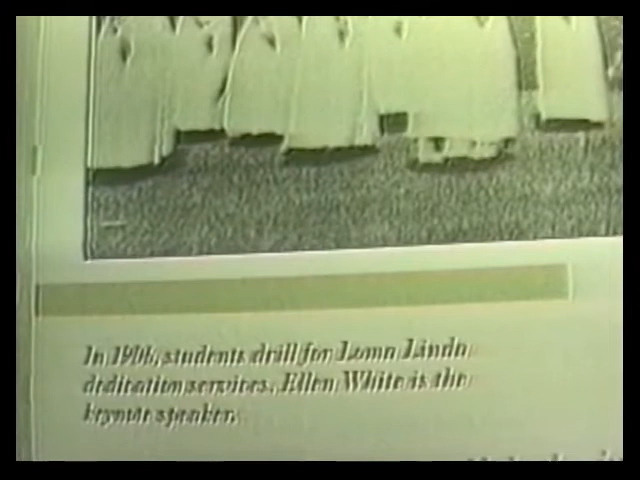 In 1906, students drill for Loma Linda
dedication services. Ellen White is the
keynote speaker.